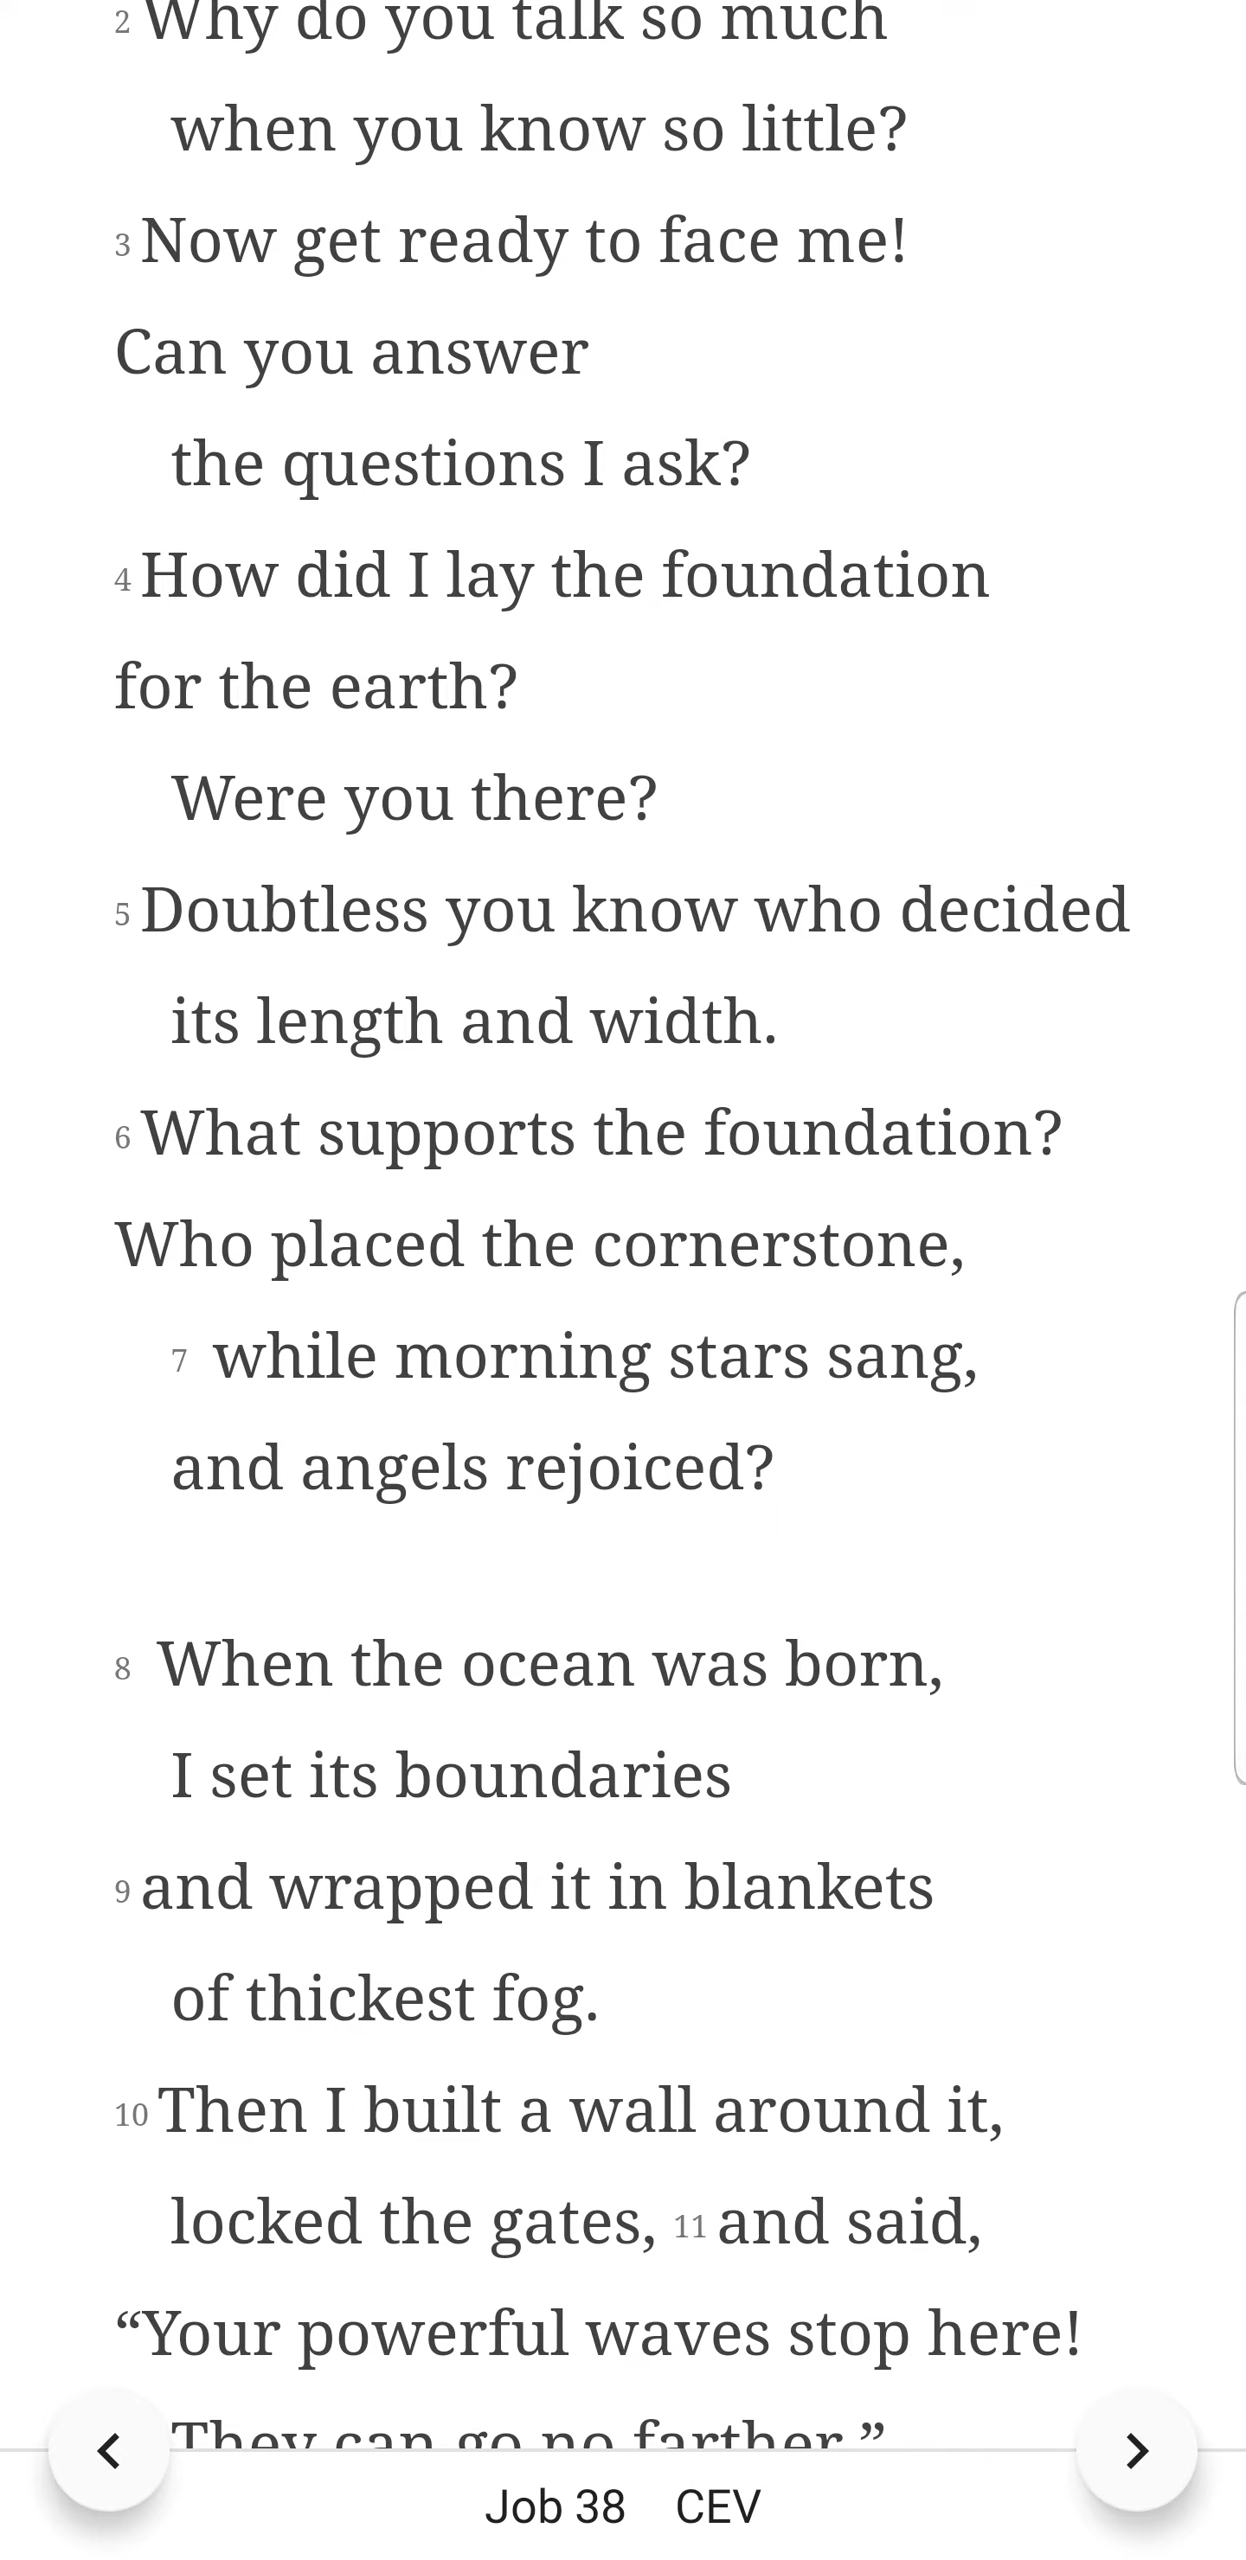 2 Why do you talk so much
when you know so little?
3 Now get ready to face me!
Can you answer
the questions I ask?
4 How did I lay the foundation
for the earth?
Were you there?
5 Doubtless you know who decided
its length and width.
6 What supports the foundation?
Who placed the cornerstone,
7 while morning stars sang,
and angels rejoiced?
8 When the ocean was born,
I set its boundaries
9 and wrapped it in blankets
of thickest fog.
10 Then I built a wall around it,
locked the gates, 11 and said,
“Your powerful waves stop here!
They can go no farther.”
Job 38 CEV